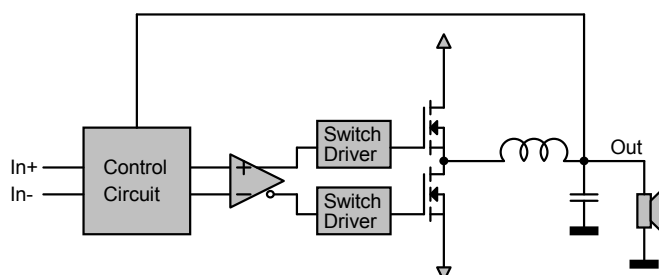 In+
In-
Control
Circuit
+
−
Switch
Driver
Switch
Driver
Out